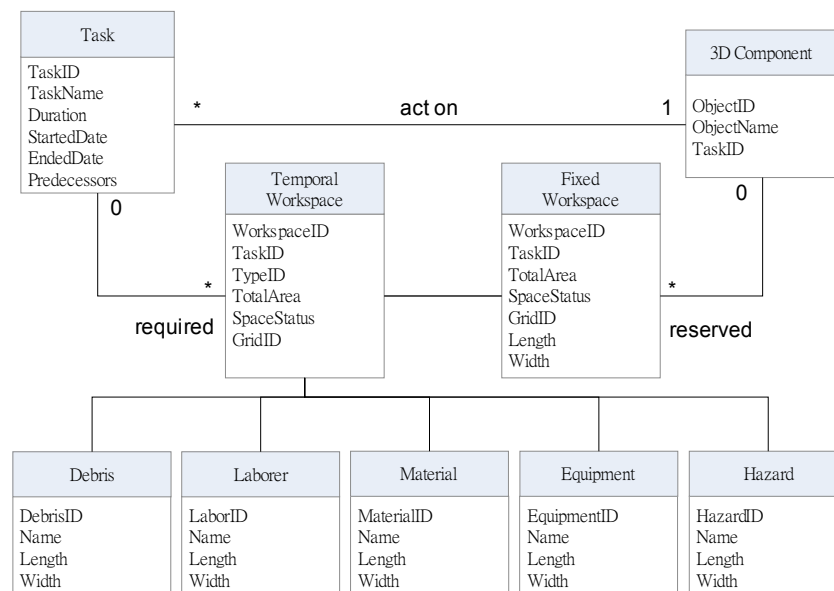 Task
TaskID
TaskName
Duration
StartedDate
EndedDate
Predecessors
3D Component
ObjectID
ObjectName
TaskID
*
act on
1
0
*
required
Temporal
Workspace
WorkspaceID
TaskID
TypeID
TotalArea
SpaceStatus
GridID
Fixed
Workspace
WorkspaceID
TaskID
TotalArea
SpaceStatus
GridID
Length
Width
0
*
reserved
Debris
DebrisID
Name
Length
Width
Laborer
LaborID
Name
Length
Width
Material
MaterialID
Name
Length
Width
Equipment
EquipmentID
Name
Length
Width
Hazard
HazardID
Name
Length
Width